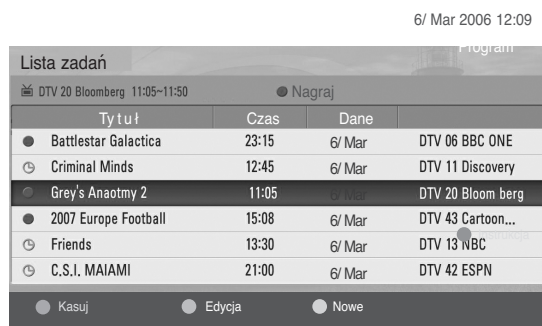 6/ Mar 2006 12:09
Program
Lista zadań
DTV 20 Bloomberg 11:05~11:50 Nagraj
Tytuł Czas Dane
Battlestar Galactica 23:15 6/ Mar DTV 06 BBC ONE
Criminal Minds 12:45 6/ Mar DTV 11 Discovery
Grey's Anaotmy 2 11:05 6/ Mar DTV 20 Bloom berg
2007 Europe Football 15:08 6/ Mar DTV 43 Cartoon...
Instrukcja
Friends 13:30 6/ Mar DTV 13 NBC
C.S.I. MAIAMI 21:00 6/ Mar DTV 42 ESPN
Kasuj Edycja Nowe